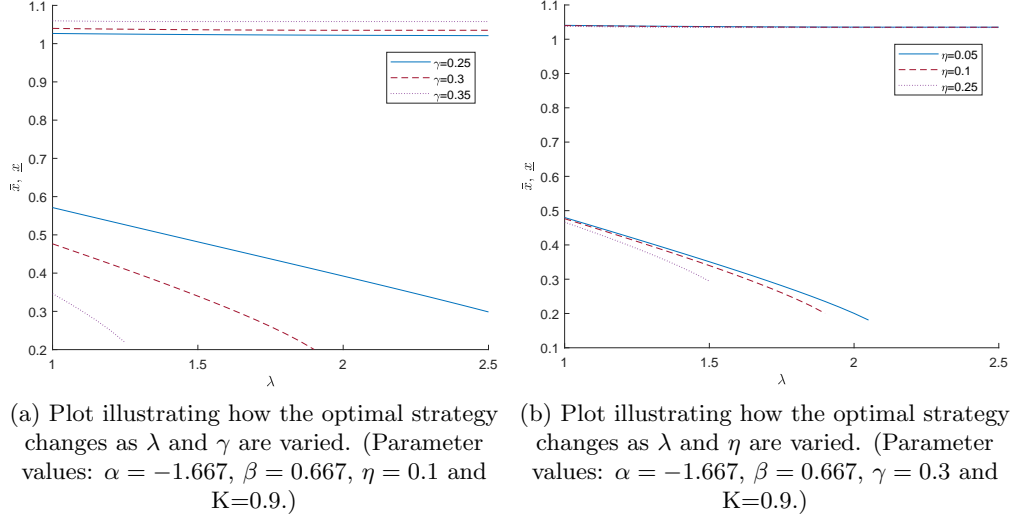 1.1
1
0.9
0.8
0.7
0.6
0.5
0.4
0.3
0.2
x̅, x̲
1
1.5
2
2.5
λ
γ=0.25
γ=0.3
γ=0.35
1.1
1
0.9
0.8
0.7
0.6
0.5
0.4
0.3
0.2
0.1
x̅, x̲
1
1.5
2
2.5
λ
η=0.05
η=0.1
η=0.25
(a) Plot illustrating how the optimal strategy
changes as λ and γ are varied. (Parameter
values: α = −1.667, β = 0.667, η = 0.1 and
K=0.9.)
(b) Plot illustrating how the optimal strategy
changes as λ and η are varied. (Parameter
values: α = −1.667, β = 0.667, γ = 0.3 and
K=0.9.)